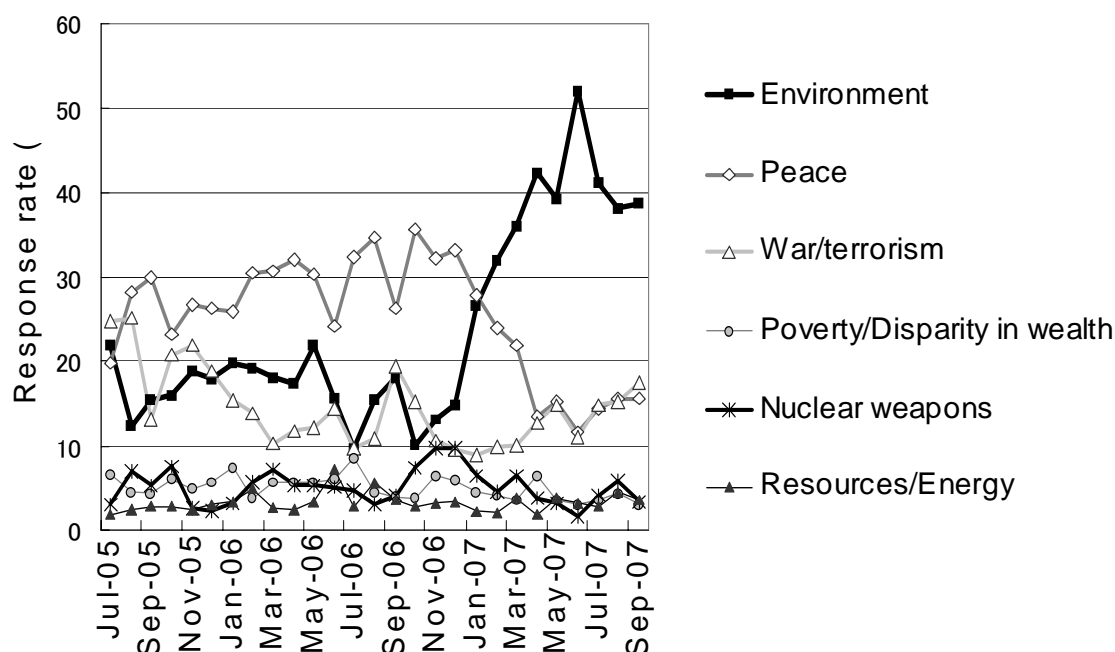 60
50
40
30
20
10
0
Response rate (
Jul-05
Sep-05
Nov-05
Jan-06
Mar-06
May-06
Jul-06
Sep-06
Nov-06
Jan-07
Mar-07
May-07
Jul-07
Sep-07
Environment
Peace
War/terrorism
Poverty/Disparity in wealth
Nuclear weapons
Resources/Energy